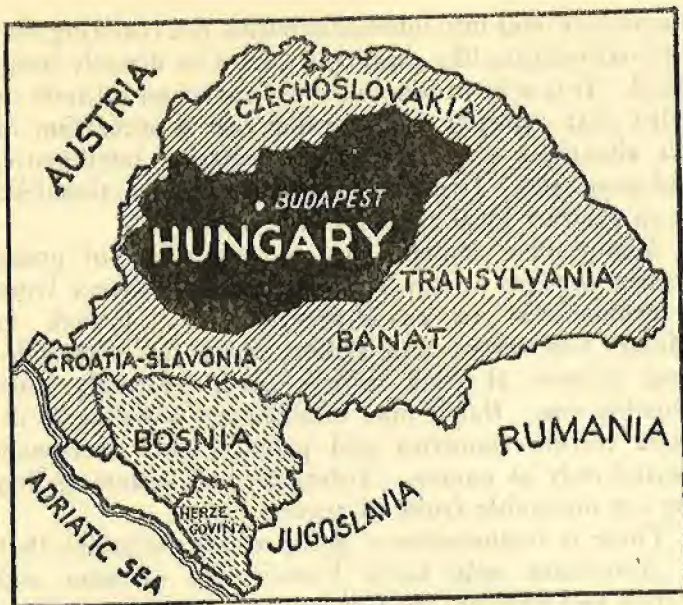 AUSTRIA
CZECHOSLOVAKIA
BUDAPEST
HUNGARY
TRANSYLVANIA
BANAT
CROATIA-SLAVONIA
BOSNIA
RUMANIA
HERZE-
GOVINA
JUGOSLAVIA
ADRIATIC SEA